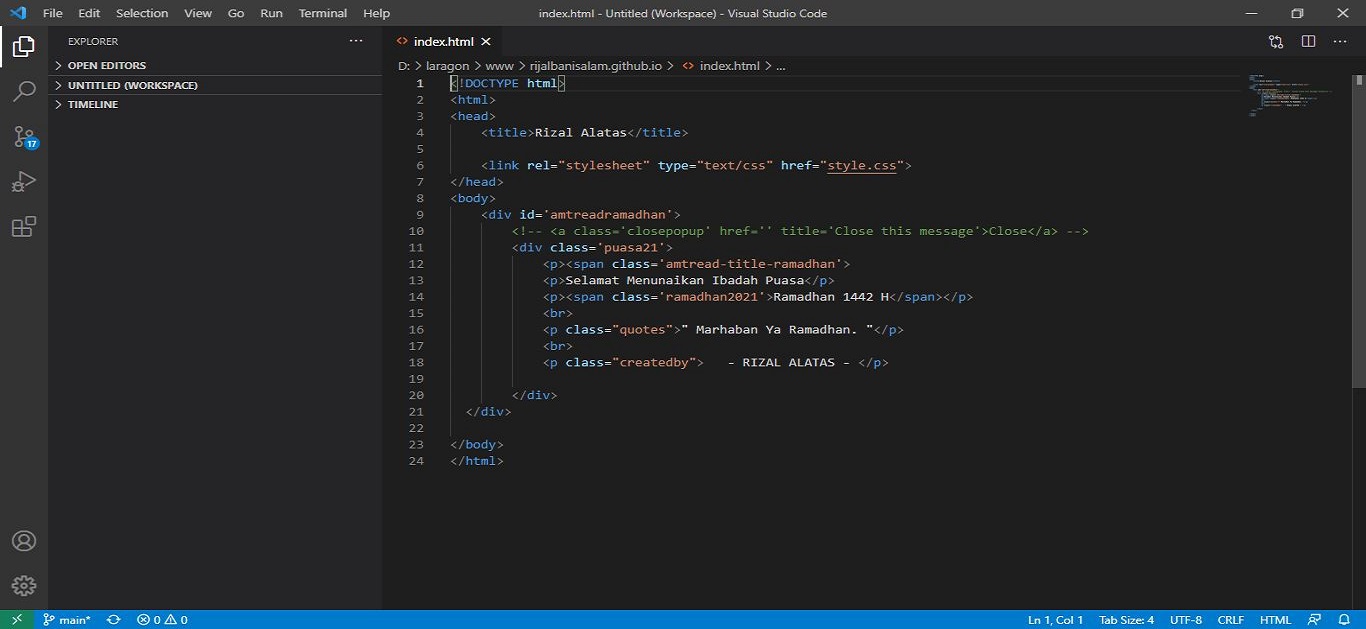 File Edit Selection View Go Run Terminal Help index.html - Untitled (Workspace) - Visual Studio Code
EXPLORER
OPEN EDITORS
UNTITLED (WORKSPACE)
TIMELINE
17
index.html
D: > laragon > www > rijalbanisalam.github.io > index.html > ...
1 <!DOCTYPE html>
2 <html>
3 <head>
4 <title>Rizal Alatas</title>
5
6 <link rel="stylesheet" type="text/css" href="style.css">
7 </head>
8 <body>
9 <div id='amtreadramadhan'>
10 <!-- <a class='closepopup' href='' title='Close this message'>Close</a> -->
11 <div class='puasa21'>
12 <p><span class='amtread-title-ramadhan'>
13 <p>Selamat Menunaikan Ibadah Puasa</p>
14 <p><span class='ramadhan2021'>Ramadhan 1442 H</span></p>
15 <br>
16 <p class="quotes">" Marhaban Ya Ramadhan. "</p>
17 <br>
18 <p class="createdby">   - RIZAL ALATAS - </p>
19
20 </div>
21 </div>
22
23 </body>
24 </html>
main* 0 0 Ln 1, Col 1 Tab Size: 4 UTF-8 CRLF HTML